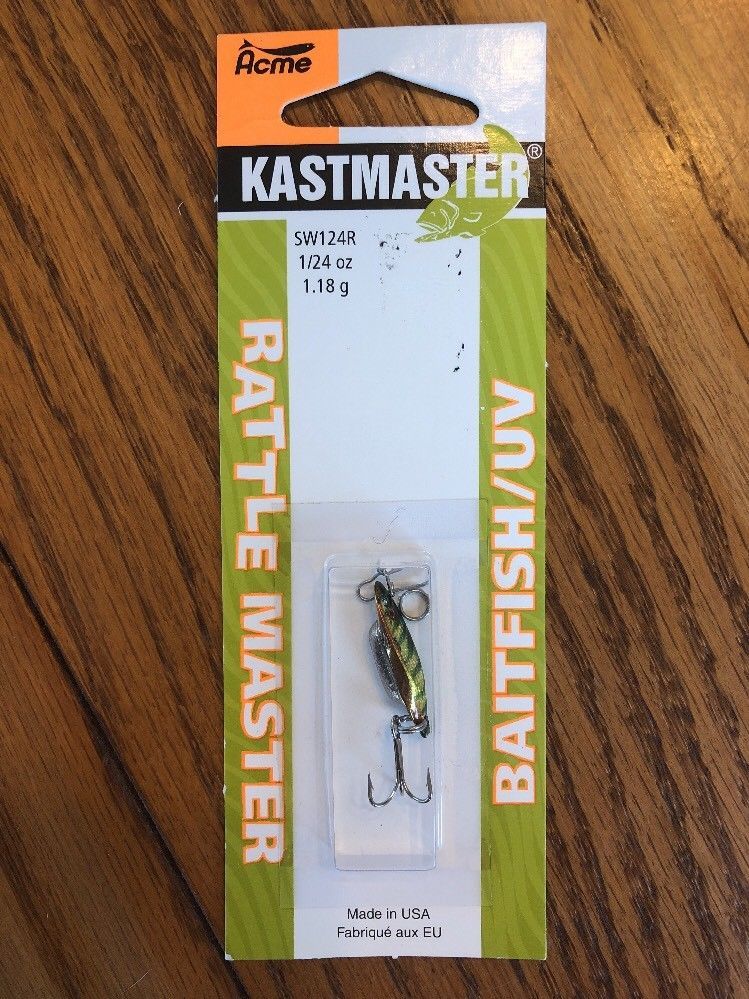 Acme
KASTMASTER®
SW124R
1/24 oz
1.18 g
RATTLE MASTER
BAITFISH/UV
Made in USA
Fabriqué aux EU